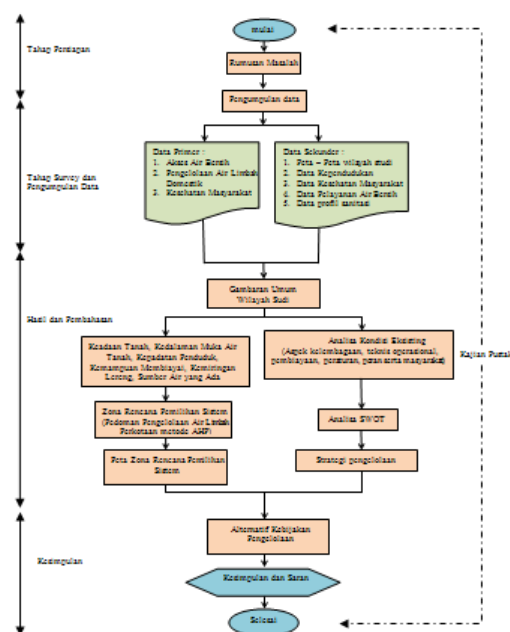 mulai
Tahap Persiapan
Rumusan Masalah
Pengumpulan data
Data Primer :
1. Akses Air Bersih
2. Pengelolaan Air Limbah
Domestik
3. Kesehatan Masyarakat
Data Sekunder :
1. Peta – Peta wilayah studi
2. Data Kependudukan
3. Data Kesehatan Masyarakat
4. Data Pelayanan Air Bersih
5. Data profil sanitasi
Tahap Survey dan
Pengumpulan Data
Gambaran Umum
Wilayah Sudi
Hasil dan Pembahasan
Keadaan Tanah, Kedalaman Muka Air
Tanah, Kepadatan Penduduk,
Kemampuan Membiayai, Kemiringan
Lereng, Sumber Air yang Ada
Analisa Kondisi Eksisting
(Aspek kelembagaan, teknis operasional,
pembiayaan, peraturan, peran serta masyarakat)
Kajian Pustak
Zona Rencana Pemilihan Sistem
(Pedoman Pengelolaan Air Limbah
Perkotaan metode AHP)
Analisa SWOT
Peta Zona Rencana Pemilihan
Sistem
Strategi pengelolaan
Alternatif Kebijakan
Pengelolaan
Kesimpulan
Kesimpulan dan Saran
Selesai